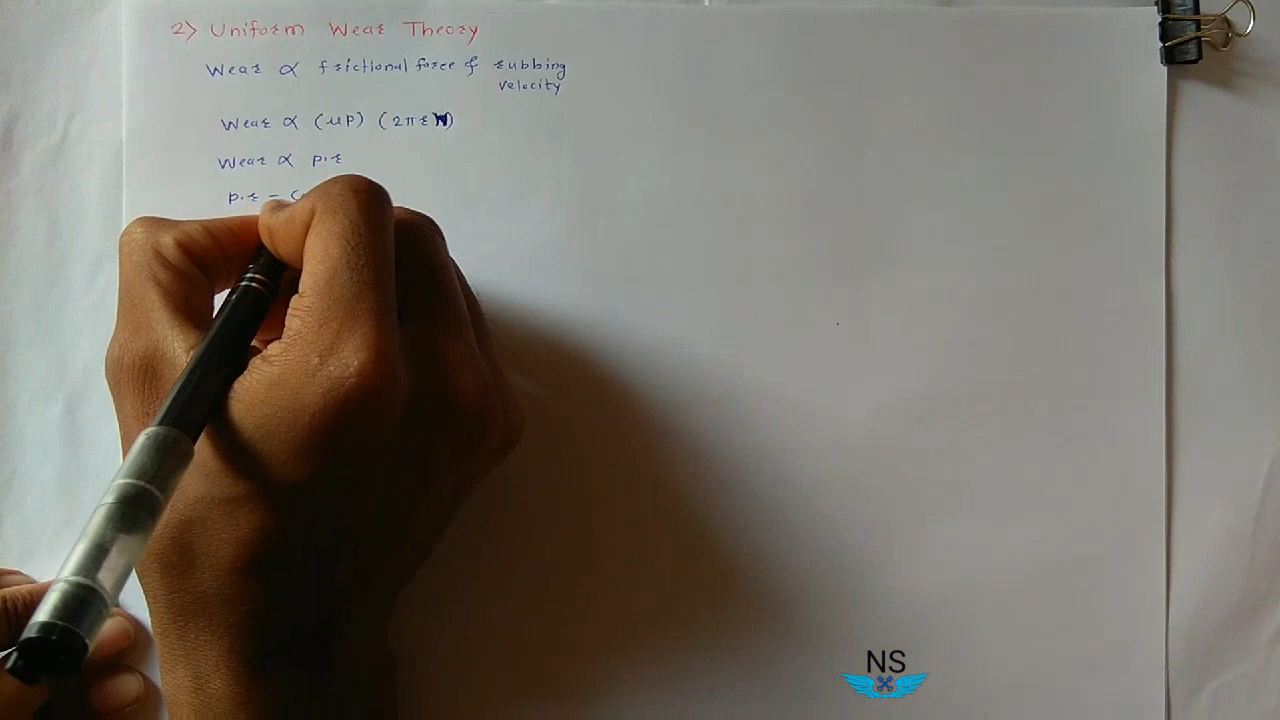 2> Uniform Wear Theory
Wear ∝ frictional force & rubbing
velocity
Wear ∝ (μP) (2πrN)
Wear ∝ p.r
p.r = C
NS